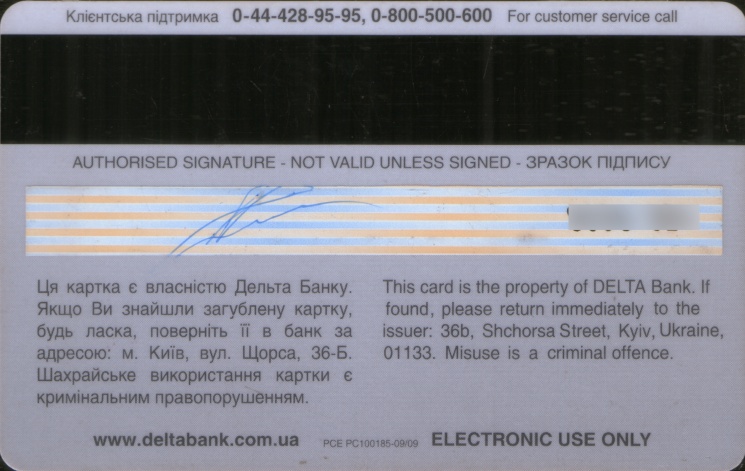 Клієнтська підтримка 0-44-428-95-95, 0-800-500-600 For customer service call
AUTHORISED SIGNATURE - NOT VALID UNLESS SIGNED - ЗРАЗОК ПІДПИСУ
Ця картка є власністю Дельта Банку.
Якщо Ви знайшли загублену картку,
будь ласка, поверніть її в банк за
адресою: м. Київ, вул. Щорса, 36-Б.
Шахрайське використання картки є
кримінальним правопорушенням.
This card is the property of DELTA Bank. If
found, please return immediately to the
issuer: 36b, Shchorsa Street, Kyiv, Ukraine,
01133. Misuse is a criminal offence.
www.deltabank.com.ua PCE PC100185-09/09 ELECTRONIC USE ONLY